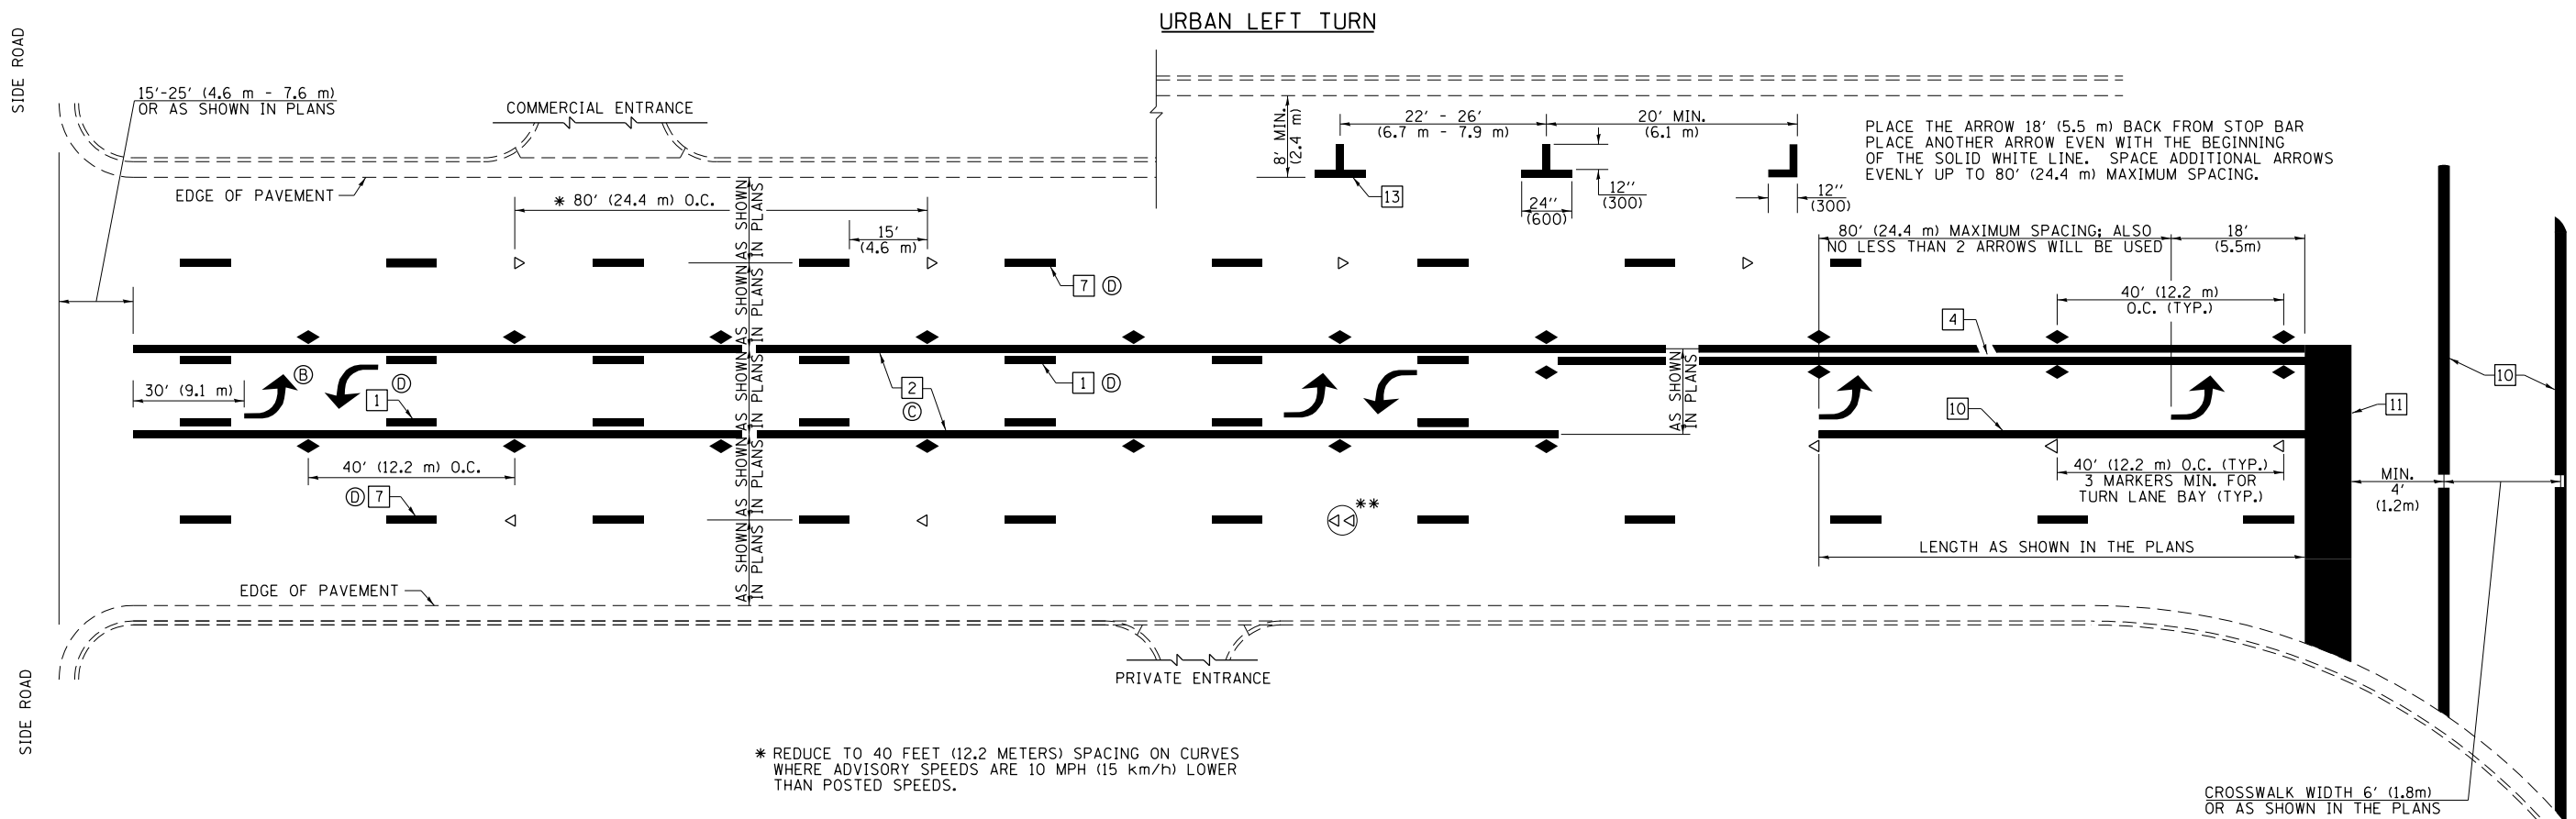 URBAN LEFT TURN
SIDE ROAD
15'-25' (4.6 m - 7.6 m)
OR AS SHOWN IN PLANS
COMMERCIAL ENTRANCE
EDGE OF PAVEMENT
* 80' (24.4 m) O.C.
15'
(4.6 m)
8' MIN.
(2.4 m)
22' - 26'
(6.7 m - 7.9 m)
20' MIN.
(6.1 m)
13
24''
(600)
12''
(300)
12''
(300)
PLACE THE ARROW 18' (5.5 m) BACK FROM STOP BAR
PLACE ANOTHER ARROW EVEN WITH THE BEGINNING
OF THE SOLID WHITE LINE. SPACE ADDITIONAL ARROWS
EVENLY UP TO 80' (24.4 m) MAXIMUM SPACING.
80' (24.4 m) MAXIMUM SPACING; ALSO
NO LESS THAN 2 ARROWS WILL BE USED
18'
(5.5m)
7 D
40' (12.2 m)
O.C. (TYP.)
4
AS SHOWN
IN PLANS
AS SHOWN
IN PLANS
AS SHOWN
IN PLANS
AS SHOWN
IN PLANS
AS SHOWN
IN PLANS
AS SHOWN
IN PLANS
30' (9.1 m)
B
1
D
2
C
1 D
10
11
10
40' (12.2 m) O.C.
D 7
**
40' (12.2 m) O.C. (TYP.)
3 MARKERS MIN. FOR
TURN LANE BAY (TYP.)
MIN.
4'
(1.2m)
LENGTH AS SHOWN IN THE PLANS
EDGE OF PAVEMENT
PRIVATE ENTRANCE
SIDE ROAD
* REDUCE TO 40 FEET (12.2 METERS) SPACING ON CURVES
WHERE ADVISORY SPEEDS ARE 10 MPH (15 km/h) LOWER
THAN POSTED SPEEDS.
CROSSWALK WIDTH 6' (1.8m)
OR AS SHOWN IN THE PLANS